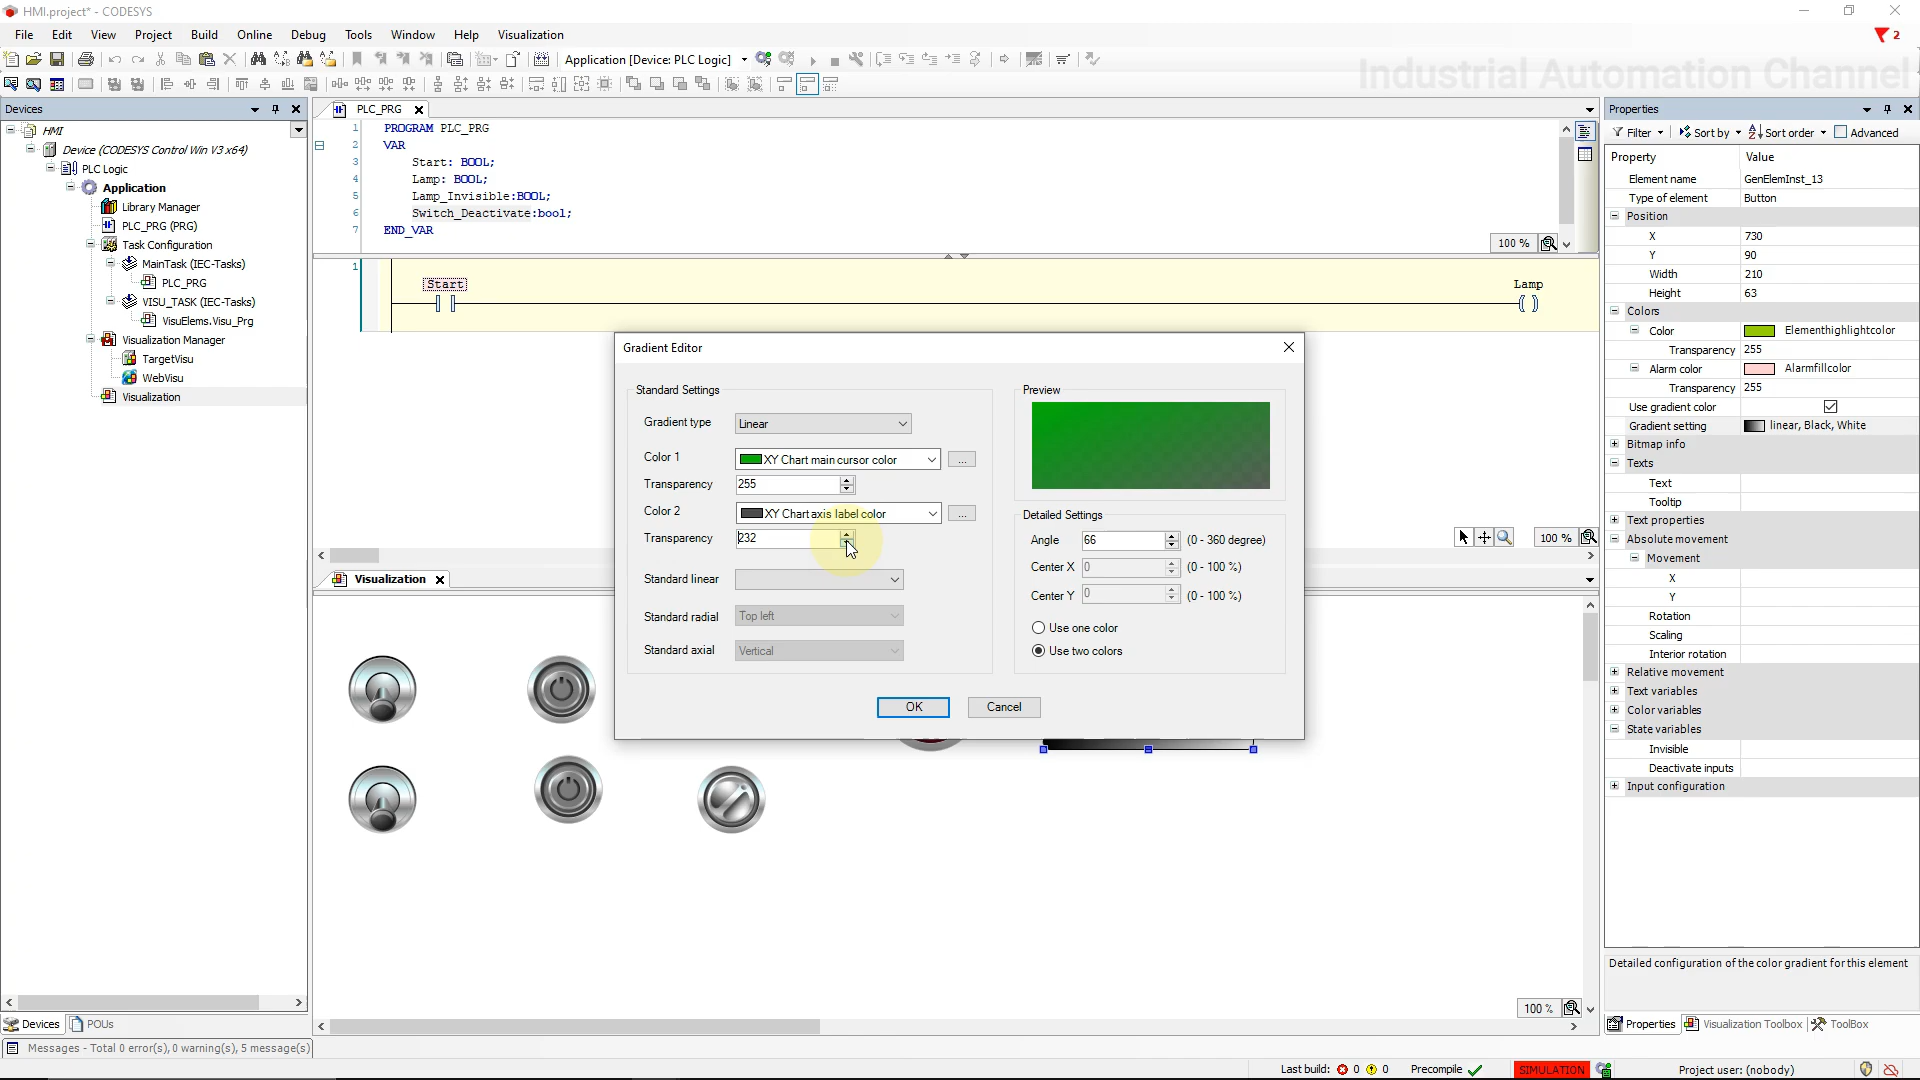 HMI.project* - CODESYS
File Edit View Project Build Online Debug Tools Window Help Visualization
2
Application [Device: PLC Logic]
Industrial Automation Channel
Devices
HMI
Device (CODESYS Control Win V3 x64)
PLC Logic
Application
Library Manager
PLC_PRG (PRG)
Task Configuration
MainTask (IEC-Tasks)
PLC_PRG
VISU_TASK (IEC-Tasks)
VisuElems.Visu_Prg
Visualization Manager
TargetVisu
WebVisu
Visualization
Devices POUs
Messages - Total 0 error(s), 0 warning(s), 5 message(s)
PLC_PRG
1 PROGRAM PLC_PRG
2 VAR
3 Start: BOOL;
4 Lamp: BOOL;
5 Lamp_Invisible:BOOL;
6 Switch_Deactivate:bool;
7 END_VAR
100 %
1
Start
Lamp
100 %
Visualization
100 %
Gradient Editor
Standard Settings
Gradient type Linear
Color 1 XY Chart main cursor color ...
Transparency 255
Color 2 XY Chart axis label color ...
Transparency 232
Standard linear
Standard radial Top left
Standard axial Vertical
Preview
Detailed Settings
Angle 66 (0 - 360 degree)
Center X 0 (0 - 100 %)
Center Y 0 (0 - 100 %)
Use one color
Use two colors
OK Cancel
Properties
Filter Sort by Sort order Advanced
Property Value
Element name GenElemInst_13
Type of element Button
Position
X 730
Y 90
Width 210
Height 63
Colors
Color Elementhighlightcolor
Transparency 255
Alarm color Alarmfillcolor
Transparency 255
Use gradient color
Gradient setting linear, Black, White
Bitmap info
Texts
Text
Tooltip
Text properties
Absolute movement
Movement
X
Y
Rotation
Scaling
Interior rotation
Relative movement
Text variables
Color variables
State variables
Invisible
Deactivate inputs
Input configuration
Detailed configuration of the color gradient for this element
Properties Visualization Toolbox ToolBox
Last build: 0 0 Precompile SIMULATION Project user: (nobody)